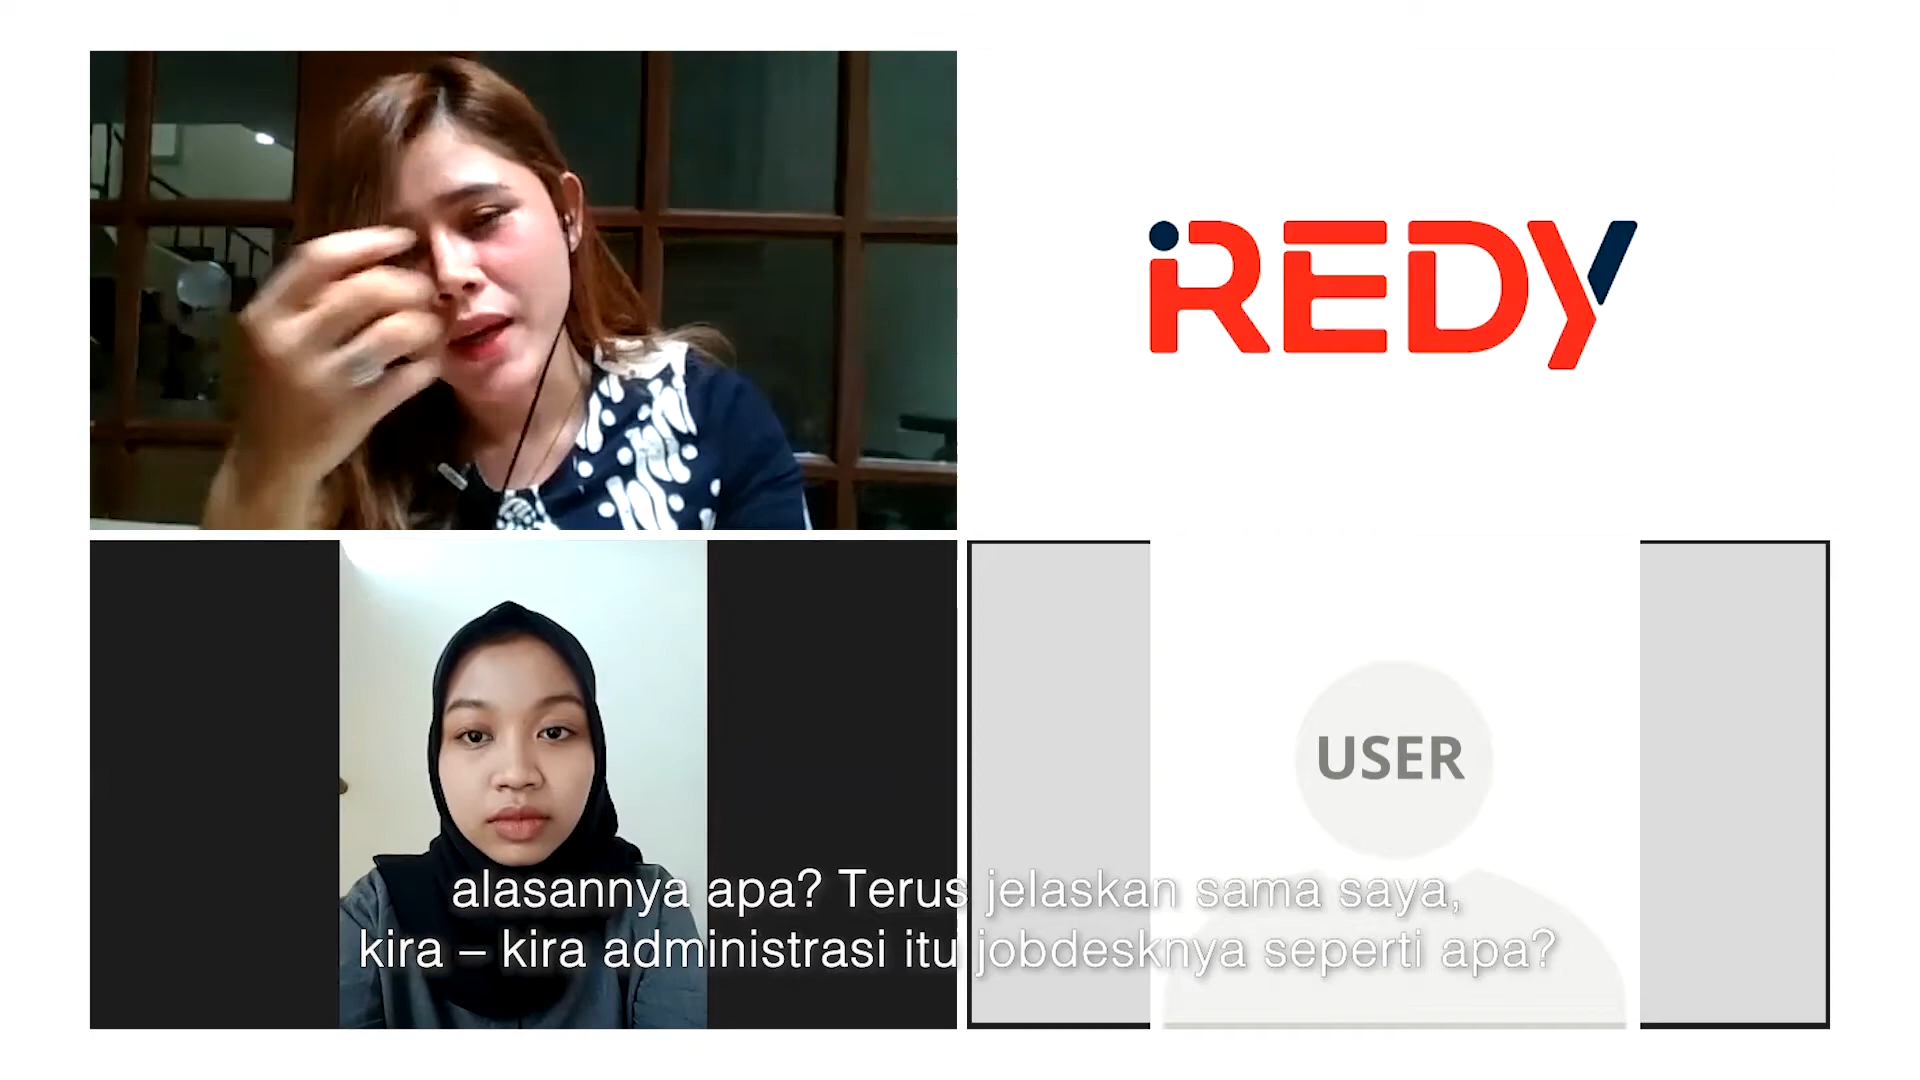 iREDY
USER
alasannya apa? Terus jelaskan sama saya,
kira – kira administrasi itu jobdesknya seperti apa?